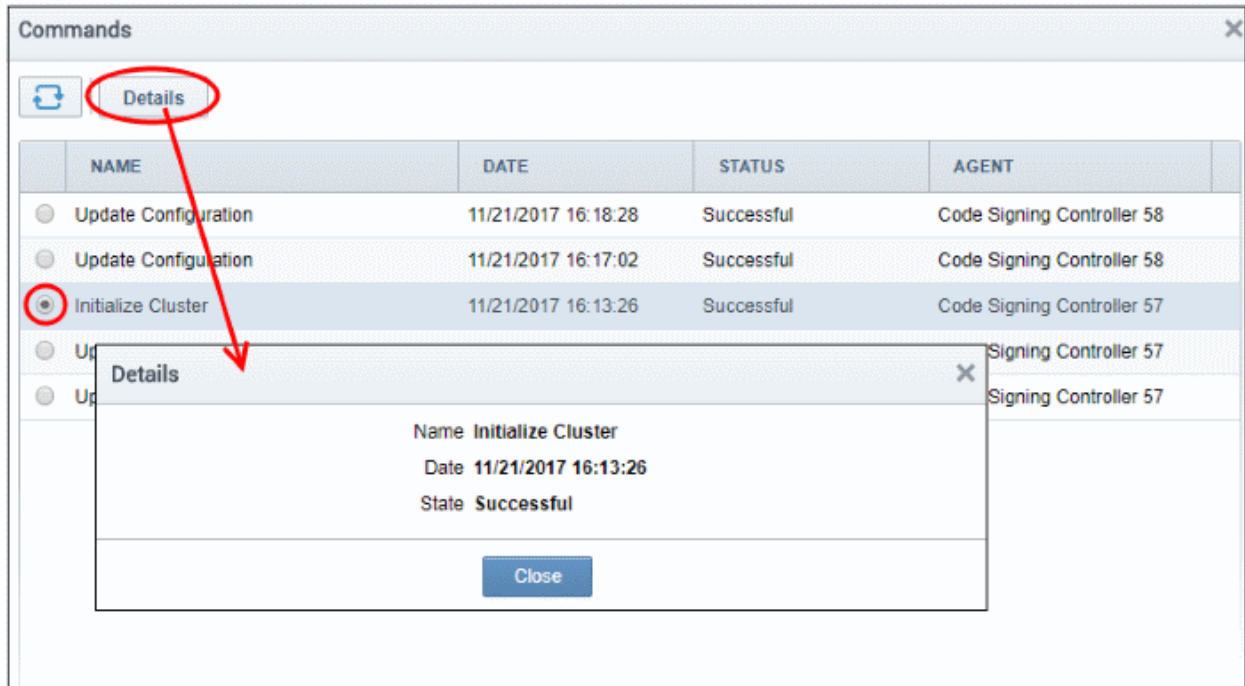 Commands
Details
NAME DATE STATUS AGENT
Update Configuration 11/21/2017 16:18:28 Successful Code Signing Controller 58
Update Configuration 11/21/2017 16:17:02 Successful Code Signing Controller 58
Initialize Cluster 11/21/2017 16:13:26 Successful Code Signing Controller 57
Signing Controller 57
Signing Controller 57
Details
Name Initialize Cluster
Date 11/21/2017 16:13:26
State Successful
Close